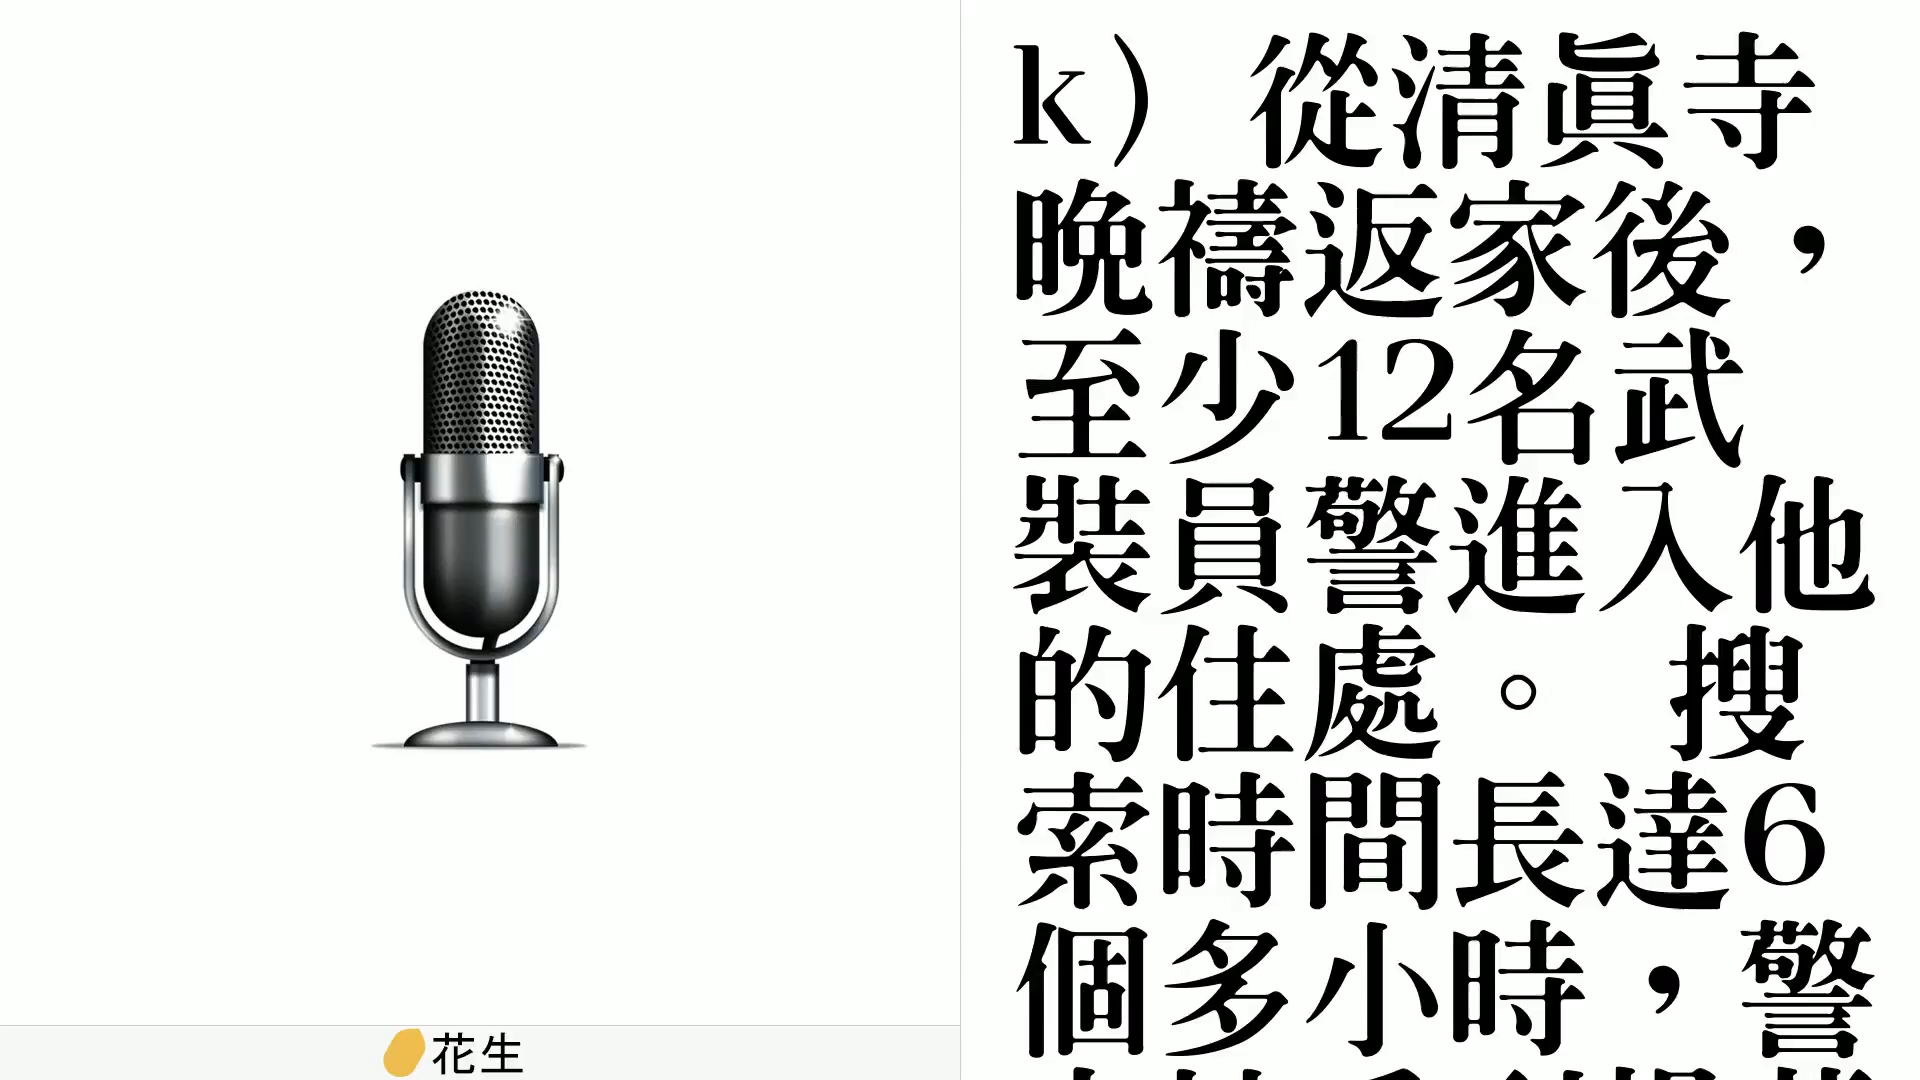 k） 從清眞寺
晩禱返家後，
至少12名武
裝員警進入他
的住處。 搜
索時間長達6
個多小時，警
花生